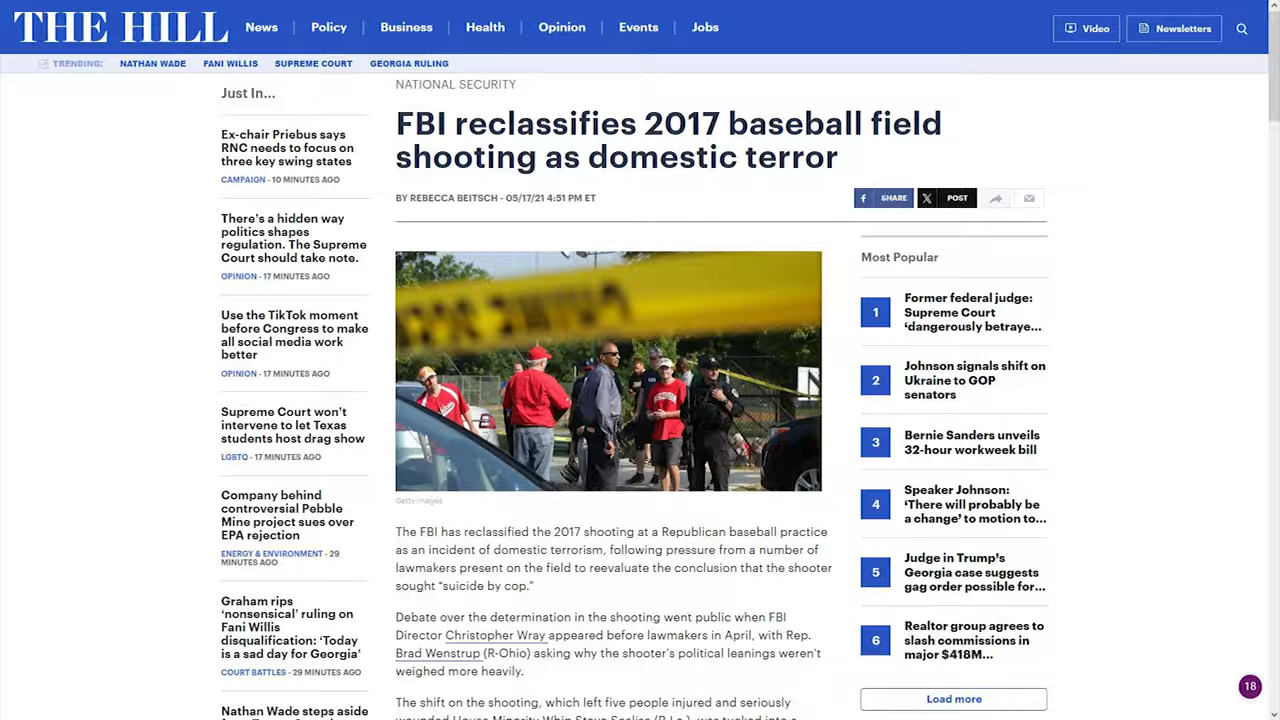 THE HILL
News
Policy
Business
Health
Opinion
Events
Jobs
Video
Newsletters
TRENDING:
NATHAN WADE
FANI WILLIS
SUPREME COURT
GEORGIA RULING
Just In...
Ex-chair Priebus says
RNC needs to focus on
three key swing states
CAMPAIGN - 10 MINUTES AGO
There's a hidden way
politics shapes
regulation. The Supreme
Court should take note.
OPINION - 17 MINUTES AGO
Use the TikTok moment
before Congress to make
all social media work
better
OPINION - 17 MINUTES AGO
Supreme Court won't
intervene to let Texas
students host drag show
LGBTQ - 17 MINUTES AGO
Company behind
controversial Pebble
Mine project sues over
EPA rejection
ENERGY & ENVIRONMENT - 29
MINUTES AGO
Graham rips
‘nonsensical’ ruling on
Fani Willis
disqualification: ‘Today
is a sad day for Georgia’
COURT BATTLES - 29 MINUTES AGO
Nathan Wade steps aside
NATIONAL SECURITY
FBI reclassifies 2017 baseball field
shooting as domestic terror
BY REBECCA BEITSCH - 05/17/21 4:51 PM ET
SHARE
POST
Getty Images
The FBI has reclassified the 2017 shooting at a Republican baseball practice
as an incident of domestic terrorism, following pressure from a number of
lawmakers present on the field to reevaluate the conclusion that the shooter
sought “suicide by cop.”
Debate over the determination in the shooting went public when FBI
Director Christopher Wray appeared before lawmakers in April, with Rep.
Brad Wenstrup (R-Ohio) asking why the shooter's political leanings weren't
weighed more heavily.
The shift on the shooting, which left five people injured and seriously
wounded House Minority Whip Steve Scalise (R-La.), was tucked into a
Most Popular
1
Former federal judge:
Supreme Court
‘dangerously betraye...
2
Johnson signals shift on
Ukraine to GOP
senators
3
Bernie Sanders unveils
32-hour workweek bill
4
Speaker Johnson:
‘There will probably be
a change’ to motion to...
5
Judge in Trump's
Georgia case suggests
gag order possible for...
6
Realtor group agrees to
slash commissions in
major $418M...
Load more
18